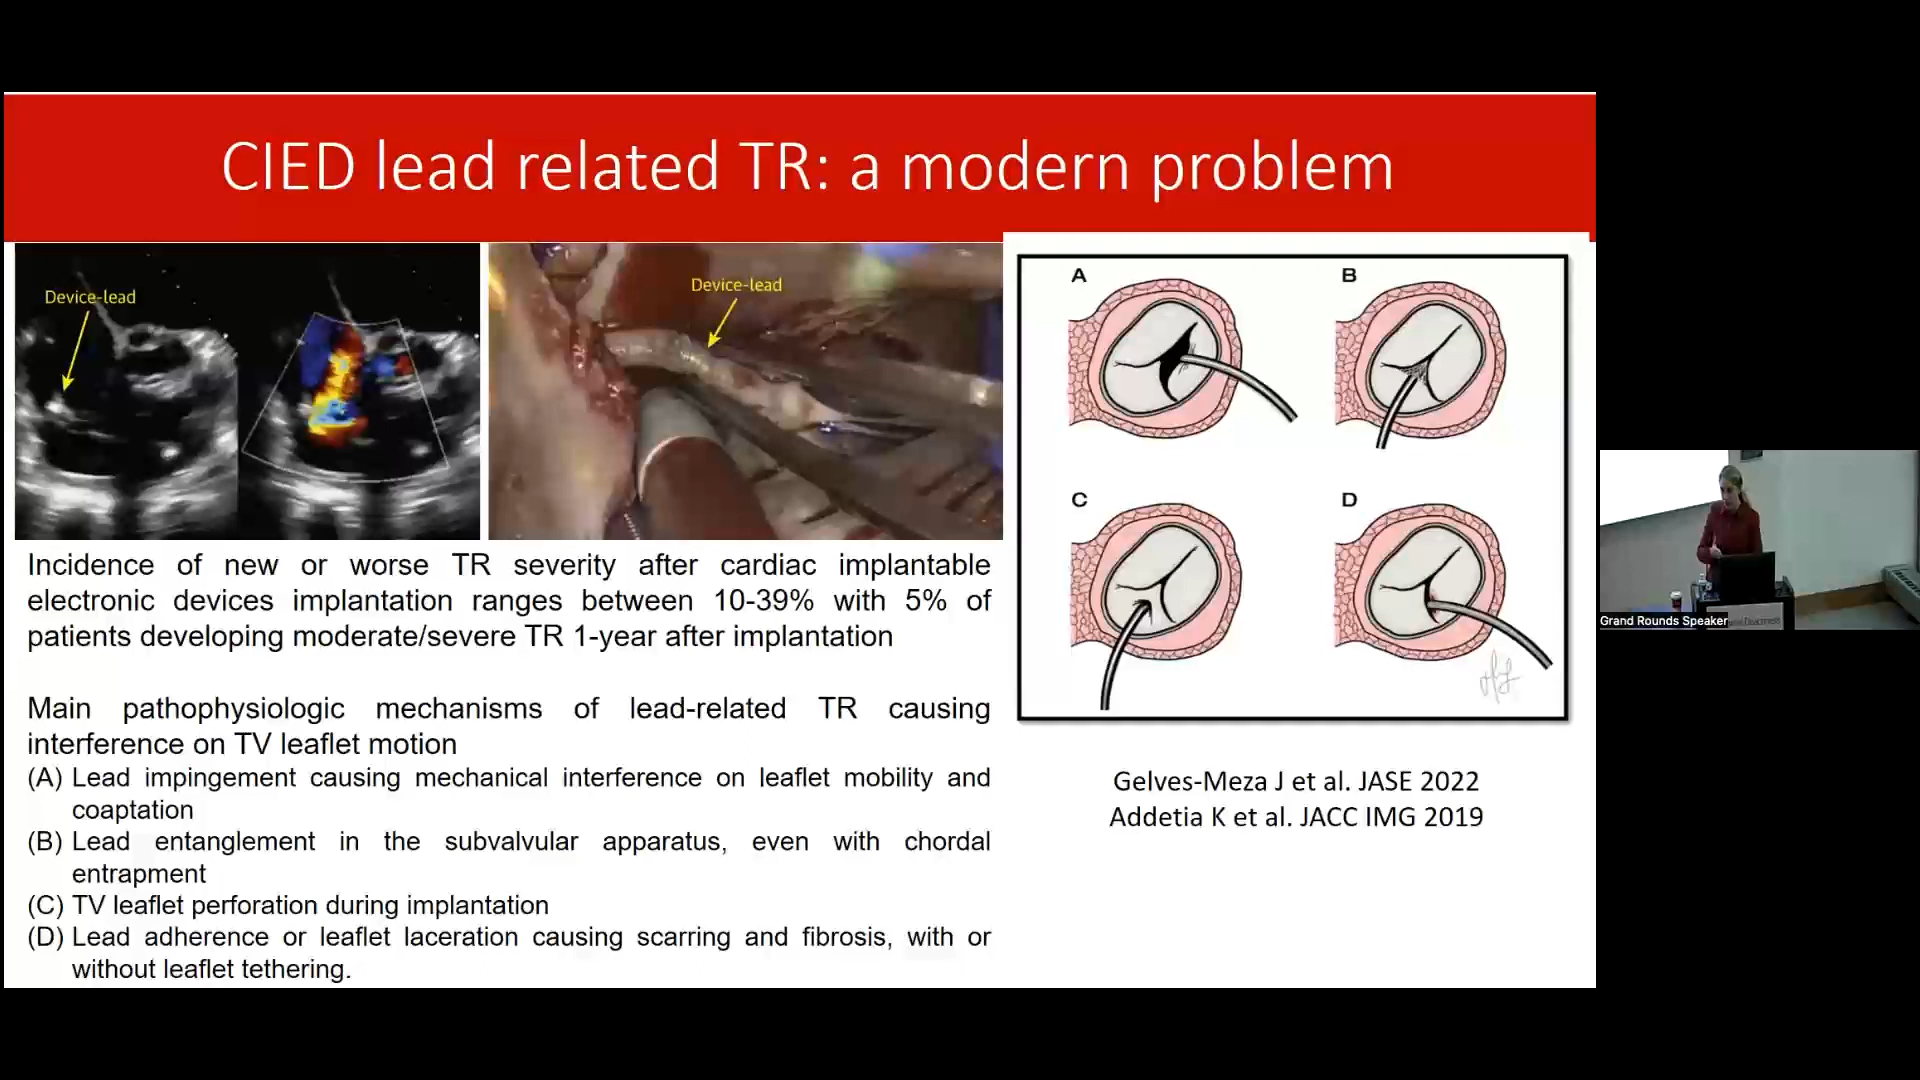 CIED lead related TR: a modern problem
Device-lead
Device-lead
A
B
C
D
Incidence of new or worse TR severity after cardiac implantable
electronic devices implantation ranges between 10-39% with 5% of
patients developing moderate/severe TR 1-year after implantation
Main pathophysiologic mechanisms of lead-related TR causing
interference on TV leaflet motion
(A) Lead impingement causing mechanical interference on leaflet mobility and
coaptation
(B) Lead entanglement in the subvalvular apparatus, even with chordal
entrapment
(C) TV leaflet perforation during implantation
(D) Lead adherence or leaflet laceration causing scarring and fibrosis, with or
without leaflet tethering.
Gelves-Meza J et al. JASE 2022
Addetia K et al. JACC IMG 2019
Grand Rounds Speaker